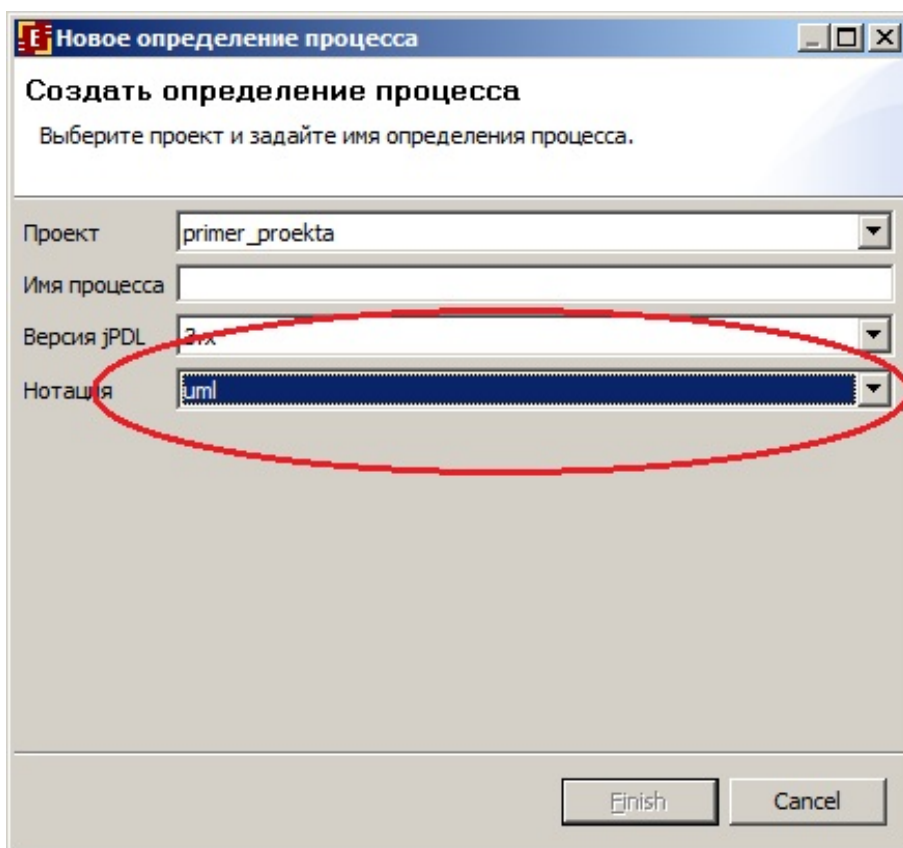 Новое определение процесса
Создать определение процесса
Выберите проект и задайте имя определения процесса.
Проект primer_proekta
Имя процесса
Версия jPDL 3.x
Нотация uml
Finish Cancel